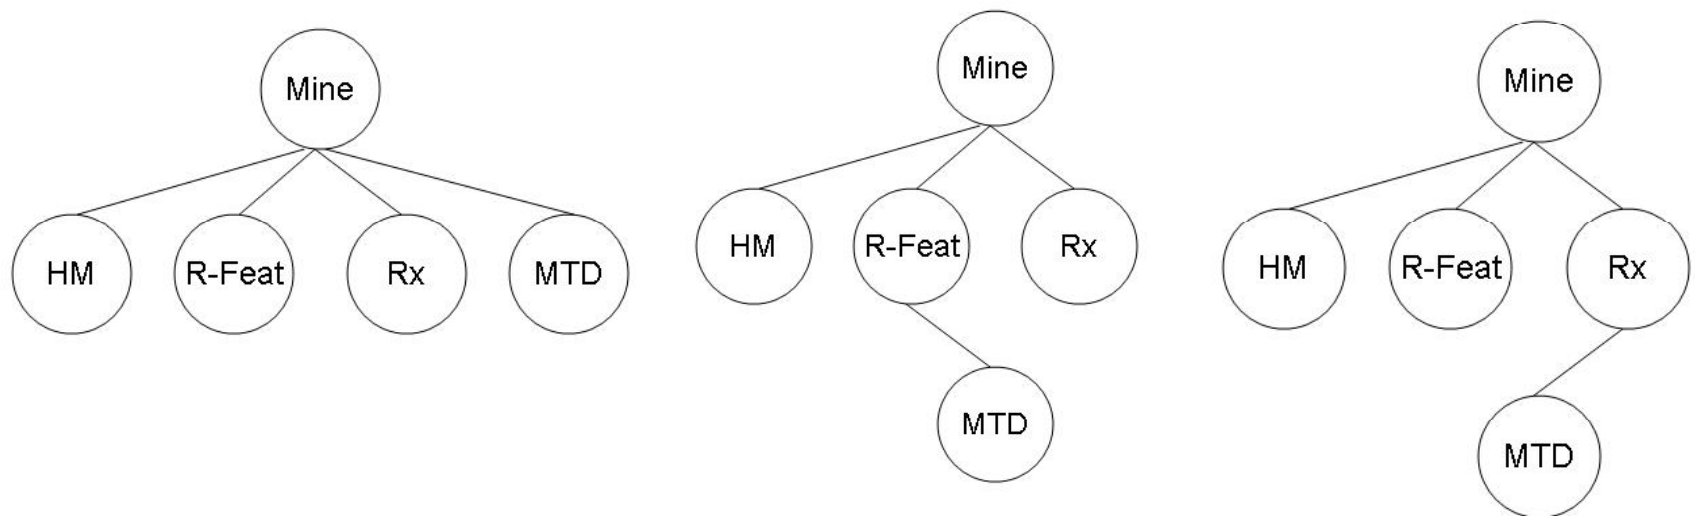 Mine
HM
R-Feat
Rx
MTD
Mine
HM
R-Feat
Rx
MTD
Mine
HM
R-Feat
Rx
MTD